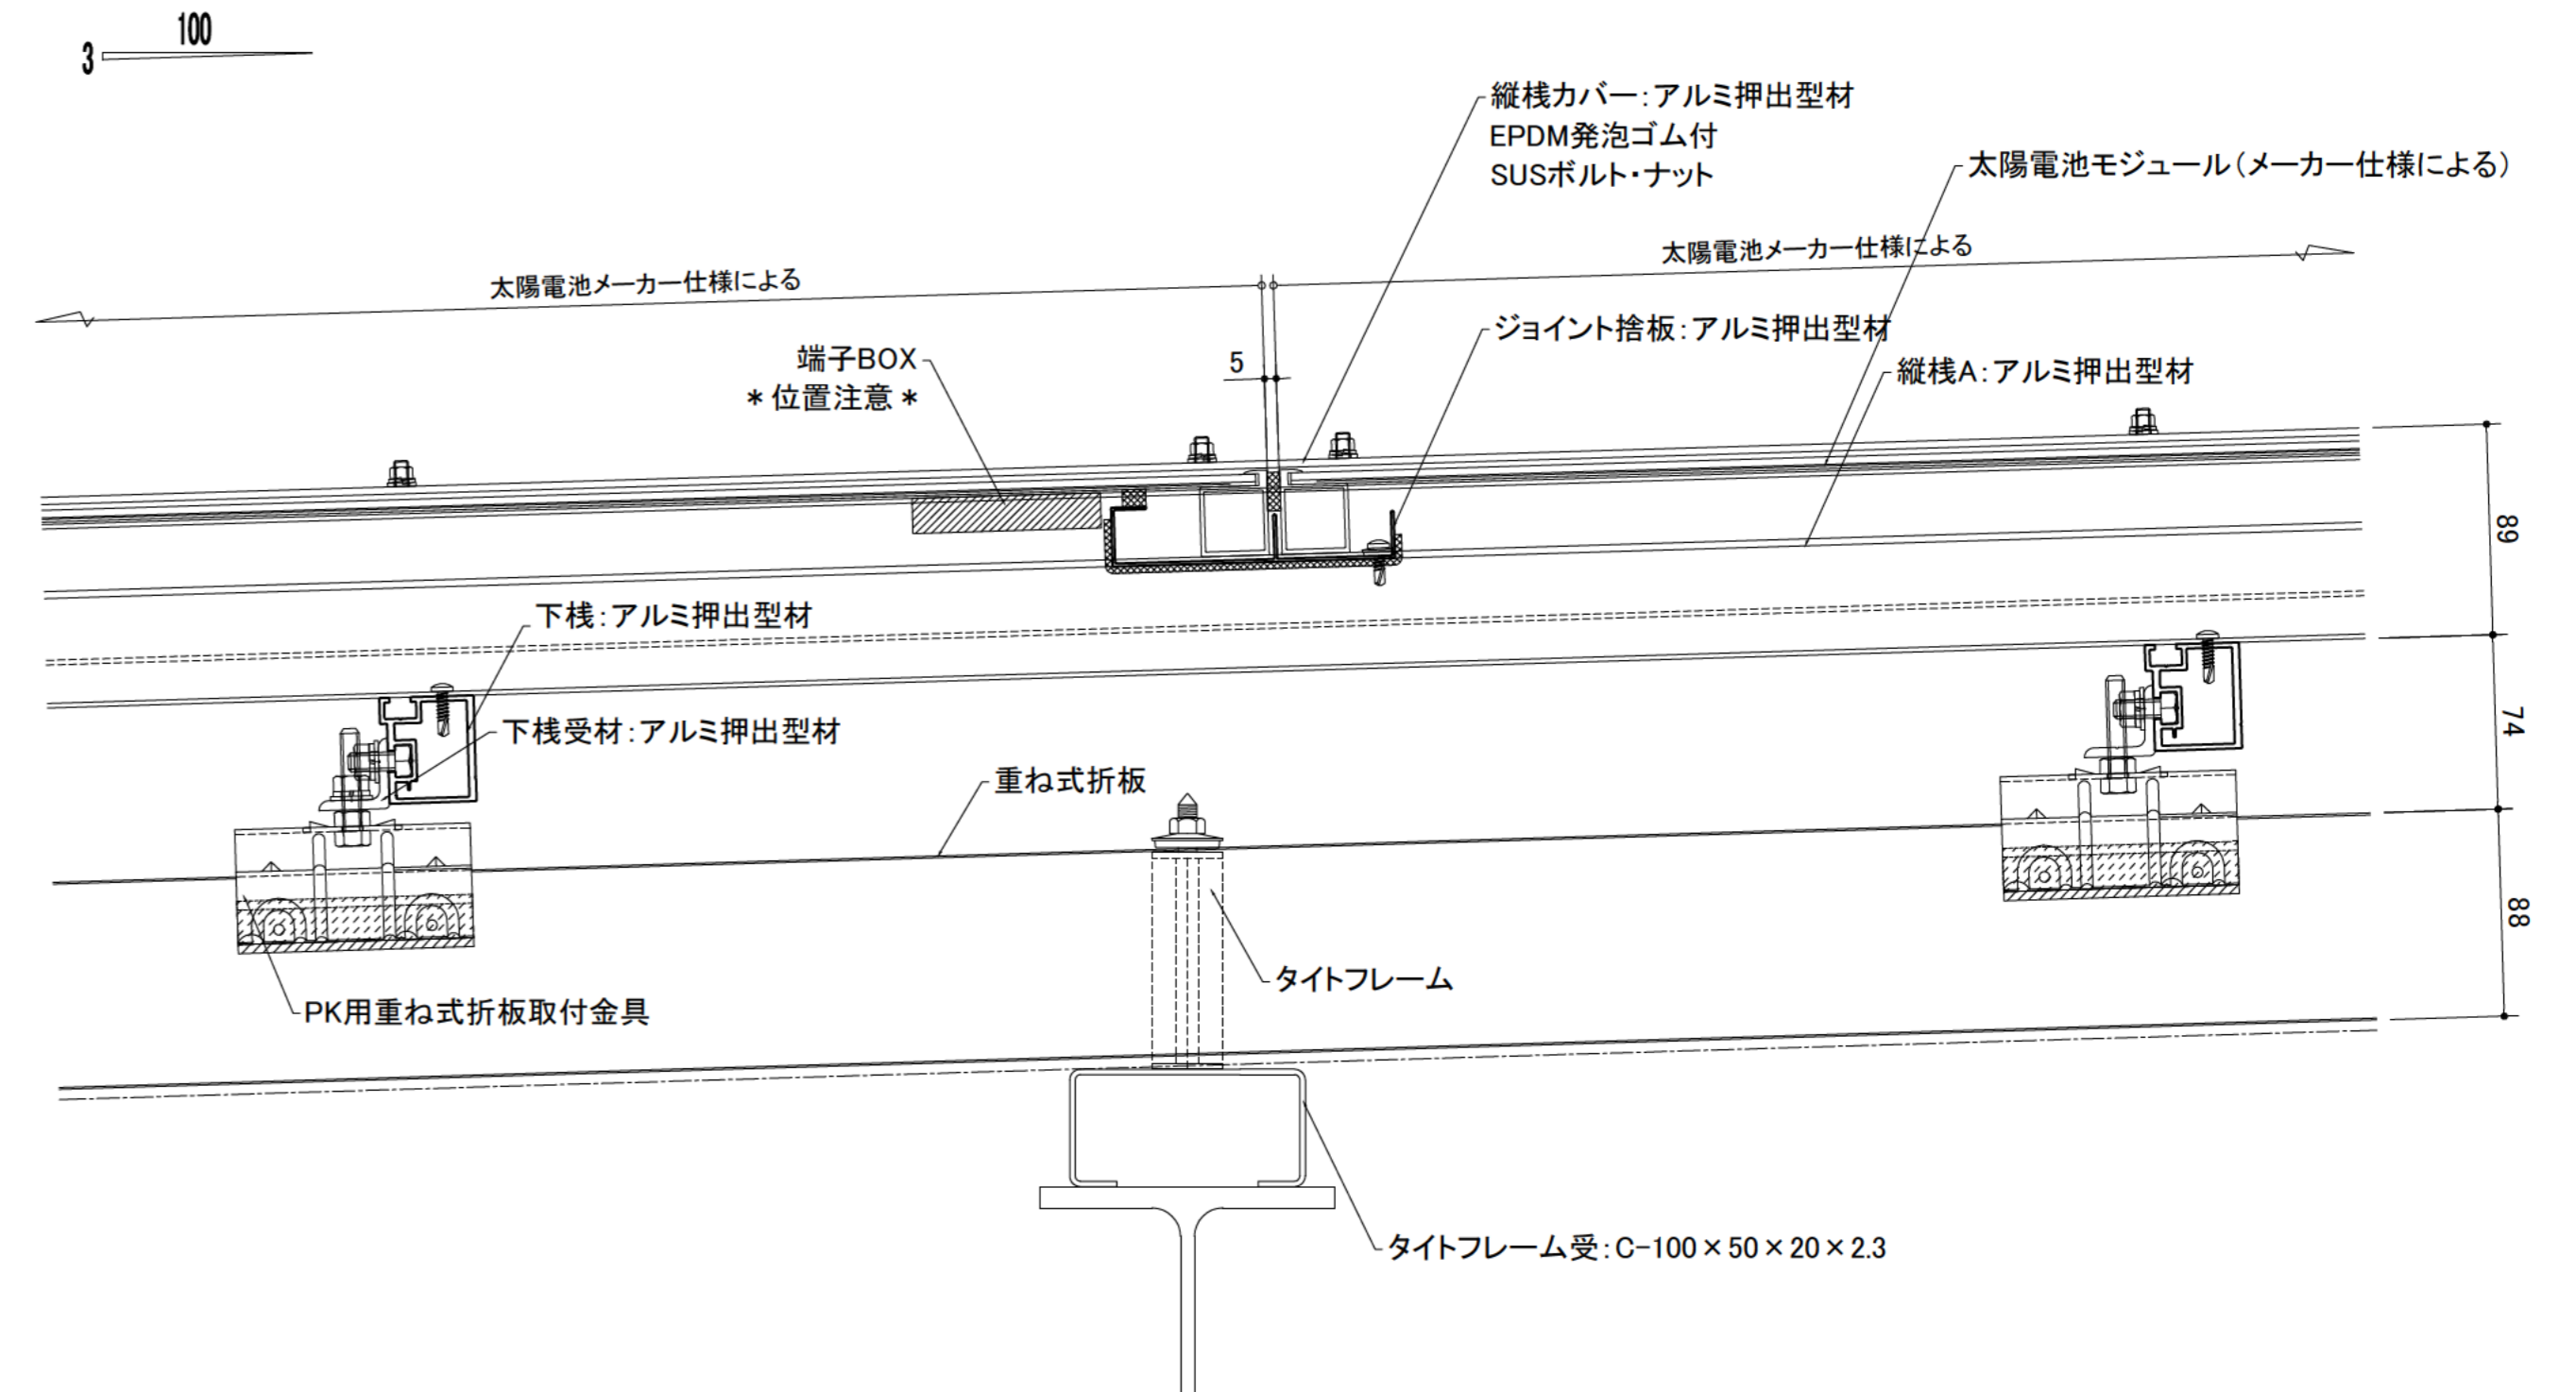 100
3
縦桟カバー：アルミ押出型材
EPDM発泡ゴム付
SUSボルト・ナット
太陽電池モジュール（メーカー仕様による）
太陽電池メーカー仕様による
太陽電池メーカー仕様による
ジョイント捨板：アルミ押出型材
端子BOX
＊位置注意＊
5
縦桟A：アルミ押出型材
89
下桟：アルミ押出型材
下桟受材：アルミ押出型材
74
重ね式折板
88
タイトフレーム
PK用重ね式折板取付金具
タイトフレーム受：C-100×50×20×2.3